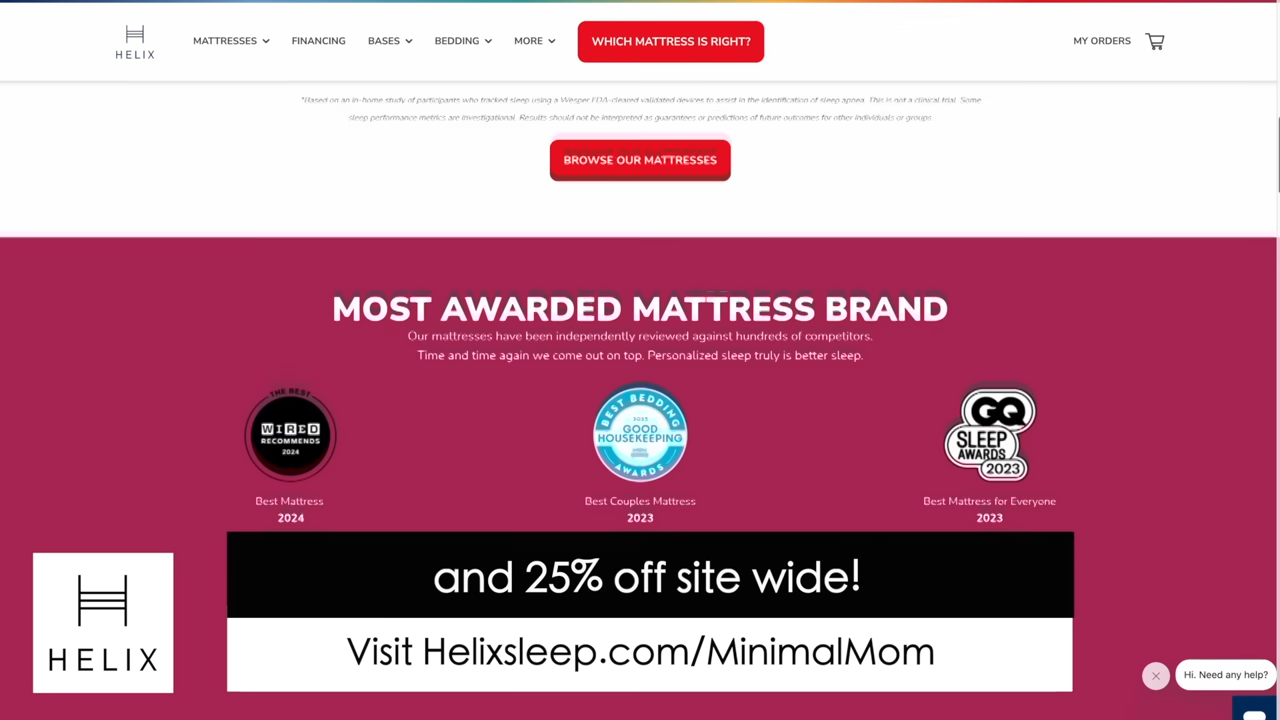 HELIX
MATTRESSES
FINANCING
BASES
BEDDING
MORE
WHICH MATTRESS IS RIGHT?
MY ORDERS
*Based on an in-home study of participants who tracked sleep using a Wesper FDA-cleared validated devices to assist in the identification of sleep apnea. This is not a clinical trial. Some
sleep performance metrics are investigational. Results should not be interpreted as guarantees or predictions of future outcomes for other individuals or groups.
BROWSE OUR MATTRESSES
MOST AWARDED MATTRESS BRAND
Our mattresses have been independently reviewed against hundreds of competitors.
Time and time again we come out on top. Personalized sleep truly is better sleep.
THE BEST
WIRED
RECOMMENDS
2024
BEST BEDDING
2023
GOOD
HOUSEKEEPING
AWARDS
GQ
SLEEP
AWARDS
2023
Best Mattress
2024
Best Couples Mattress
2023
Best Mattress for Everyone
2023
and 25% off site wide!
Visit Helixsleep.com/MinimalMom
HELIX
Hi. Need any help?